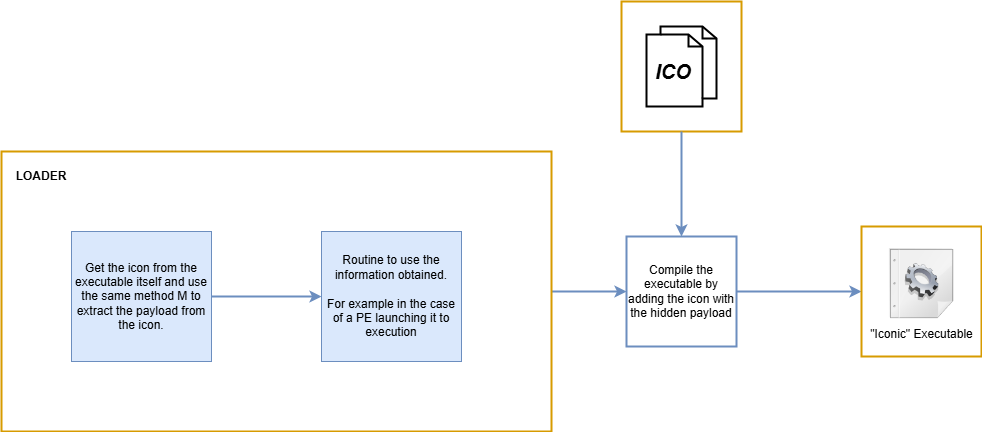 ICO
LOADER
Get the icon from the
executable itself and use
the same method M to
extract the payload from
the icon.
Routine to use the
information obtained.
For example in the case
of a PE launching it to
execution
Compile the
executable by
adding the icon with
the hidden payload
"Iconic" Executable